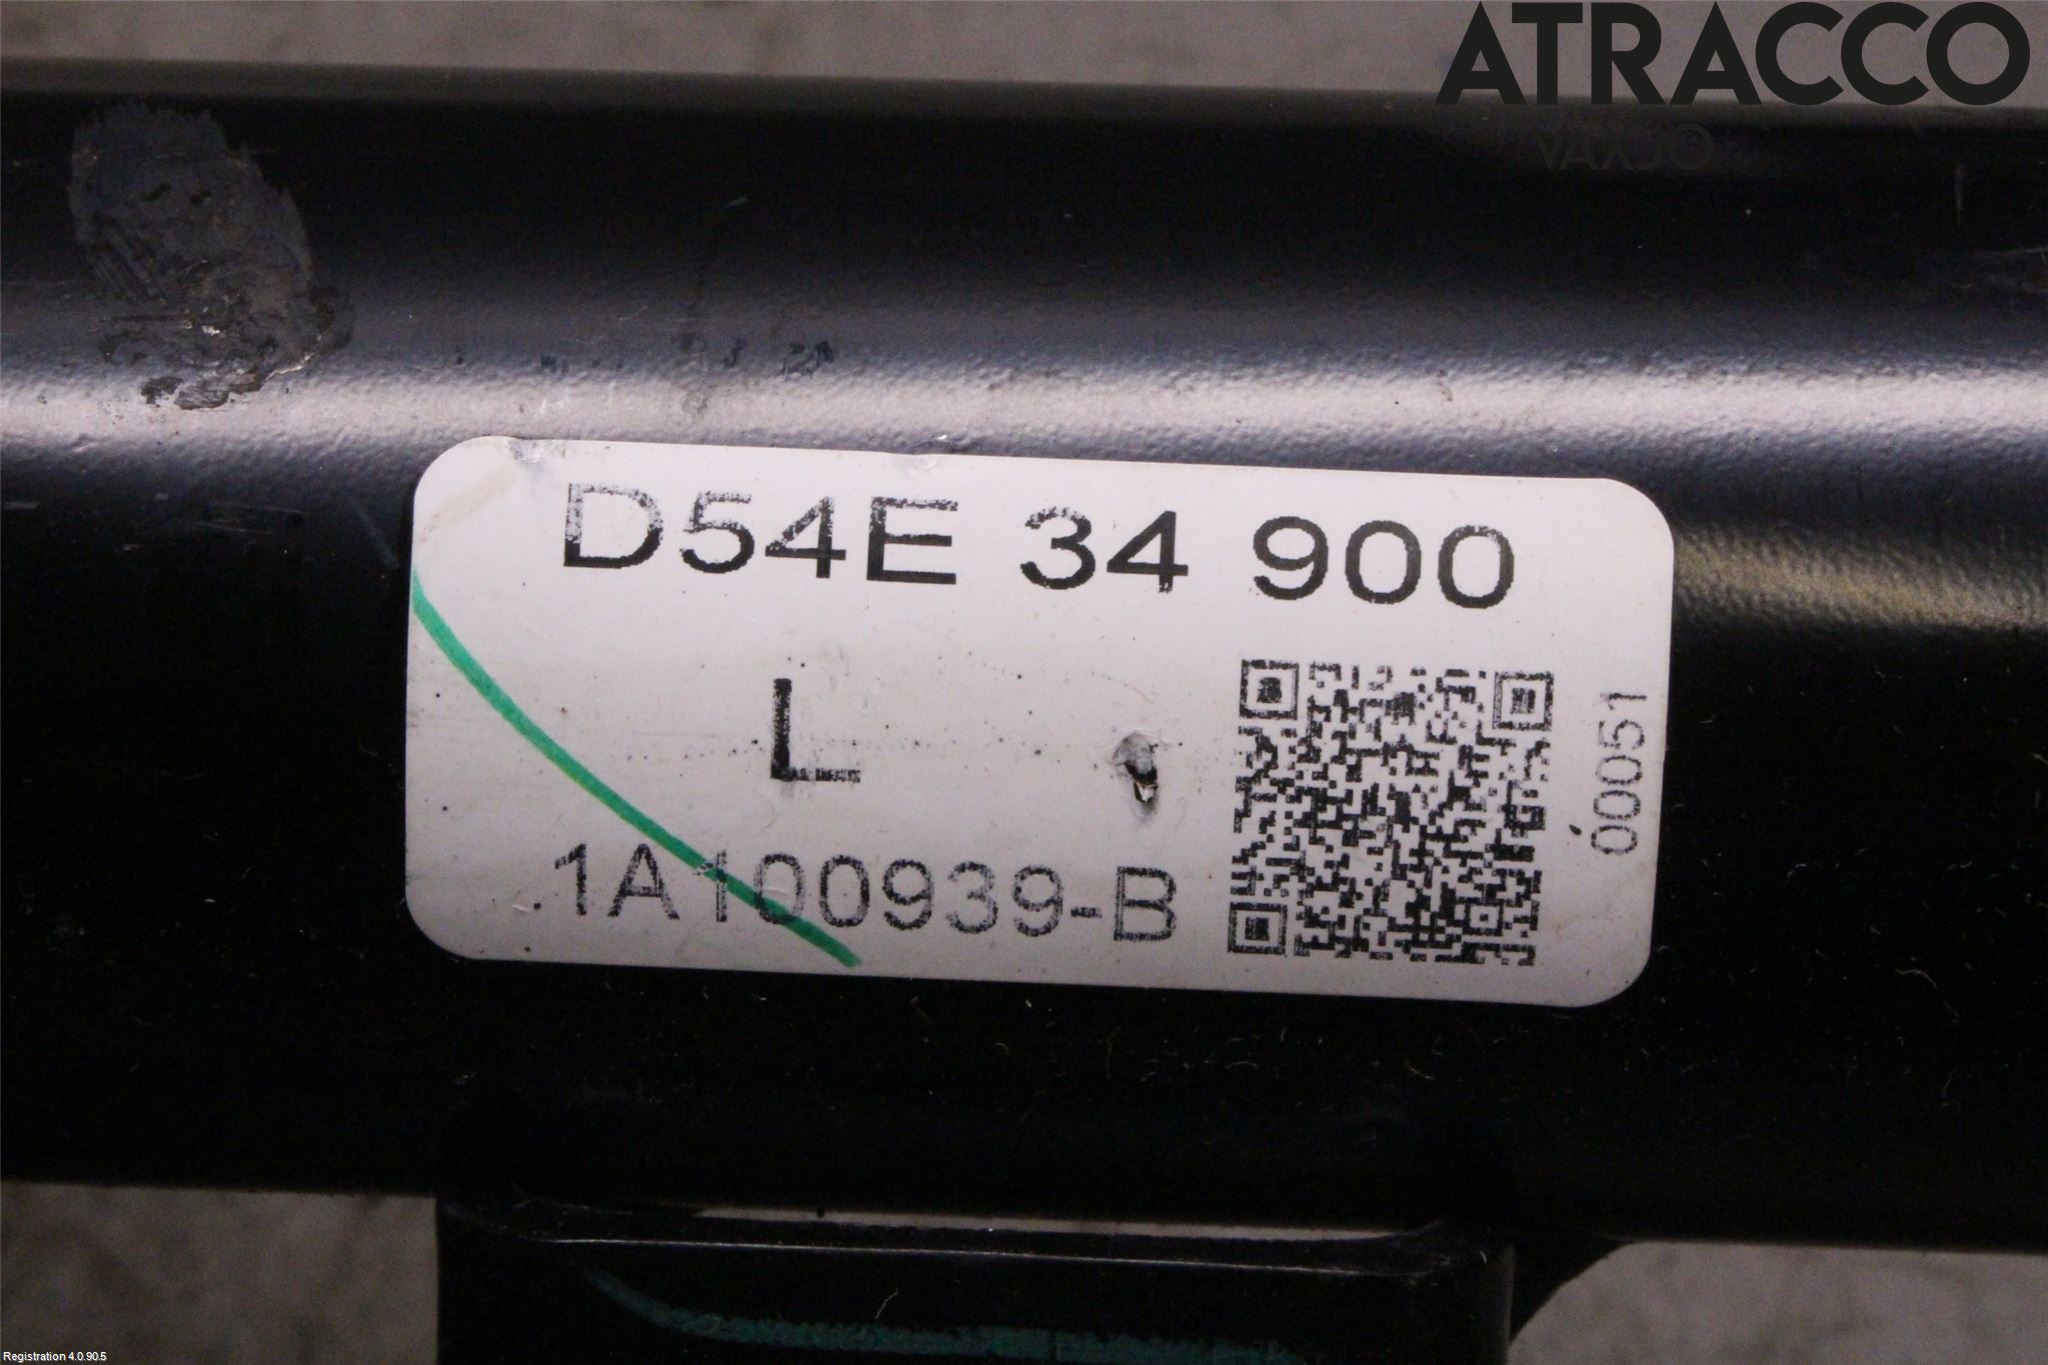 ATRACCO
VÄXJÖ
D54E 34 900
L
1A100939-B
00051
Registration 4.0.90.5